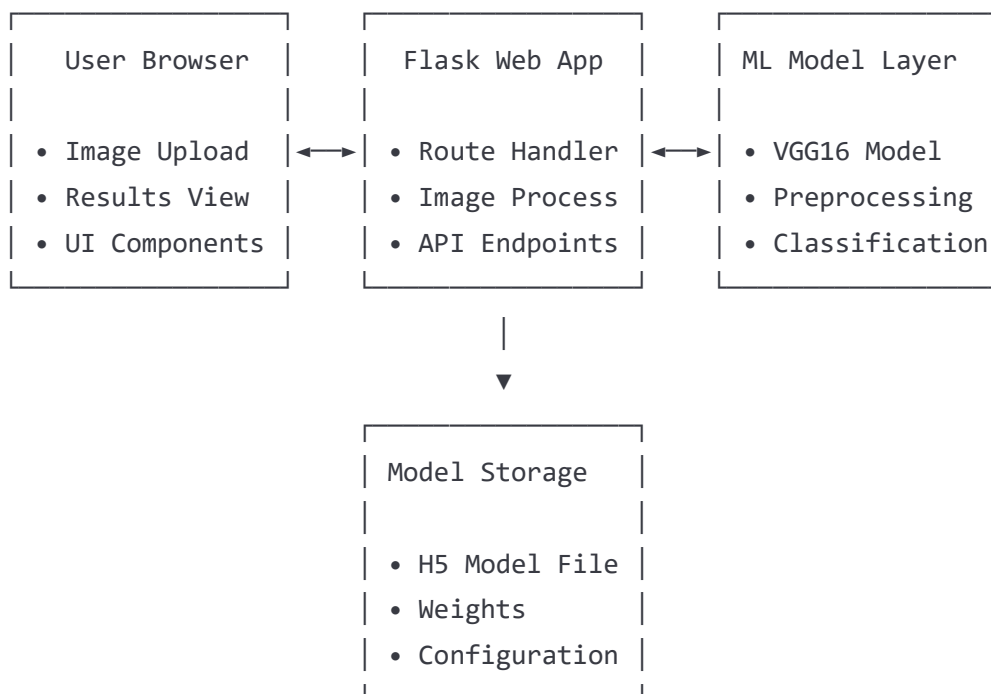 User Browser
Flask Web App
ML Model Layer
• Image Upload
• Route Handler
• VGG16 Model
• Results View
• Image Process
• Preprocessing
• UI Components
• API Endpoints
• Classification
Model Storage
• H5 Model File
• Weights
• Configuration